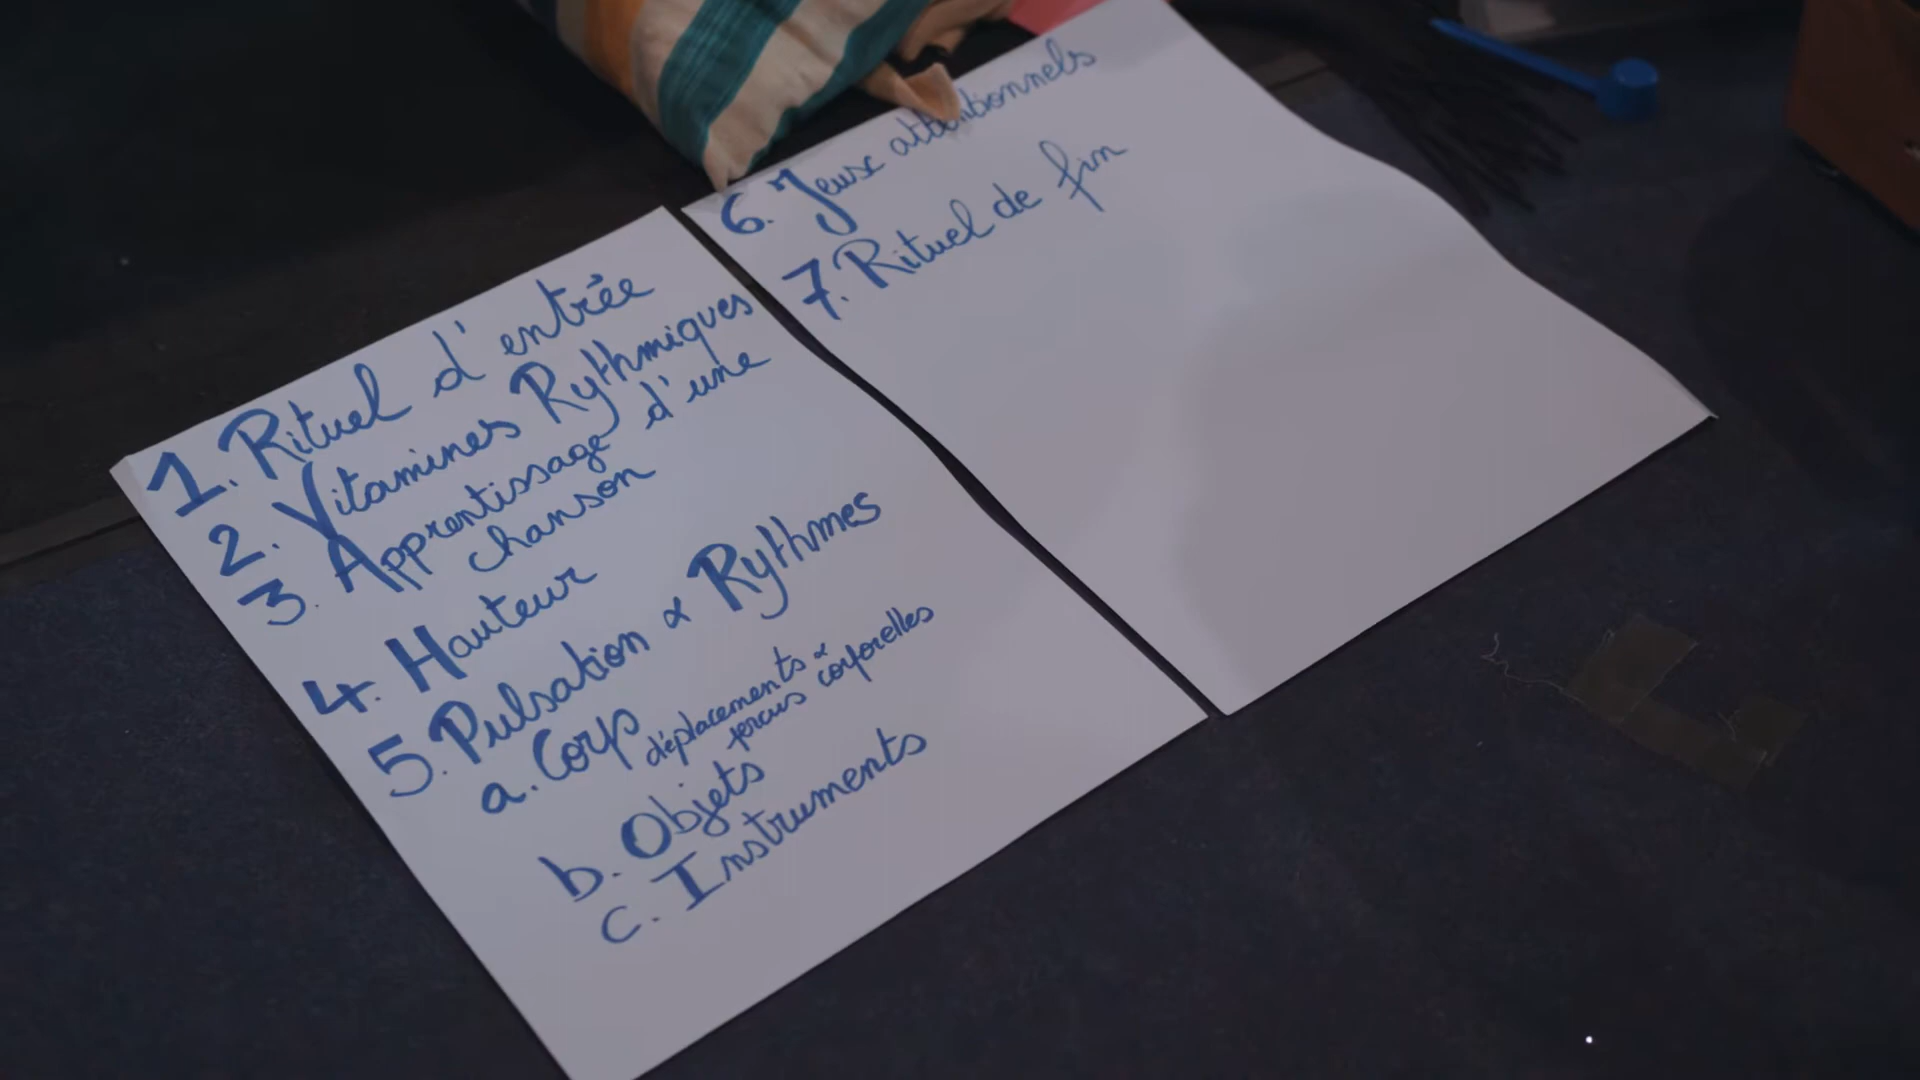 1. Rituel d'entrée
2. Vitamines Rythmiques
3. Apprentissage d'une
chanson
4. Hauteur
5. Pulsation & Rythmes
a. Corps déplacements &
percus corporelles
b. Objets
c. Instruments
6. Jeux attentionnels
7. Rituel de fin